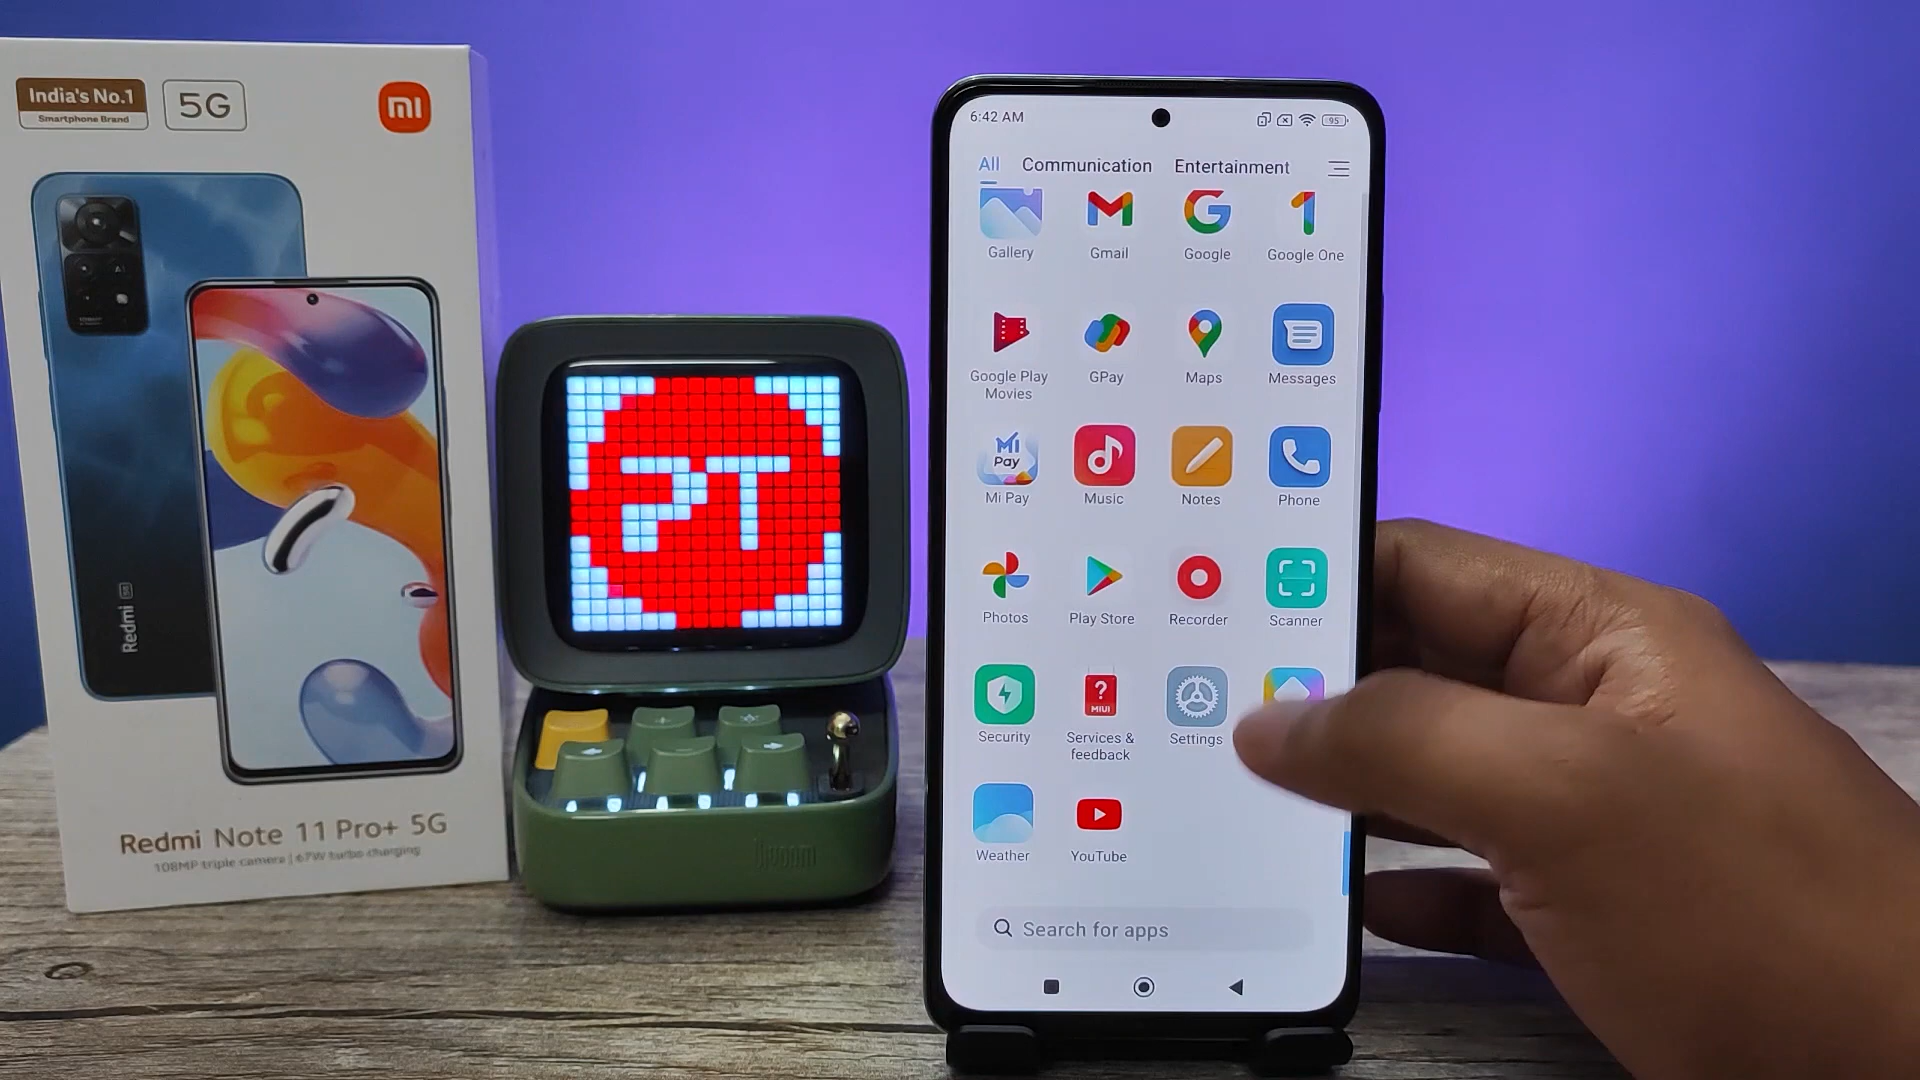 India's No.1
Smartphone Brand
5G
mi
Redmi
Redmi Note 11 Pro+ 5G
108MP triple camera | 67W turbo charging
PT
Divoom
6:42 AM
95
All Communication Entertainment
Gallery Gmail Google Google One
Google Play Movies GPay Maps Messages
Mi Pay
Mi Pay Music Notes Phone
Photos Play Store Recorder Scanner
MIUI
Security Services & feedback Settings
Weather YouTube
Search for apps